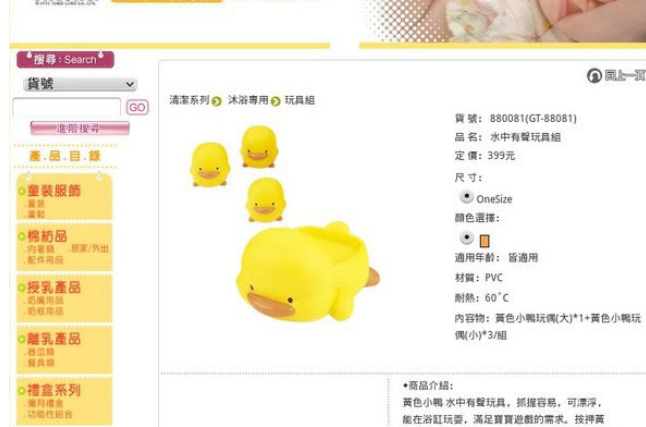 搜尋：Search
貨號
GO
進階搜尋
產.品.目.錄
童裝服飾
.童裝
.童鞋
棉紡品
.內著類 .居家/外出
.配件用品
授乳產品
.奶嘴用品
.奶瓶用品
離乳產品
.器皿類
.餐具類
禮盒系列
.彌月禮盒
.功能性組合
回上一頁
清潔系列 沐浴專用 玩具組
貨 號： 880081(GT-88081)
品 名： 水中有聲玩具組
定 價：399元
尺 寸：
OneSize
顏色選擇：
適用年齡： 皆適用
材質：PVC
耐熱：60˚C
內容物：黃色小鴨玩偶(大)*1+黃色小鴨玩
偶(小)*3/組
•商品介紹：
黃色小鴨 水中有聲玩具，抓握容易，可漂浮，
能在浴缸玩耍，滿足寶寶遊戲的需求。按押黃